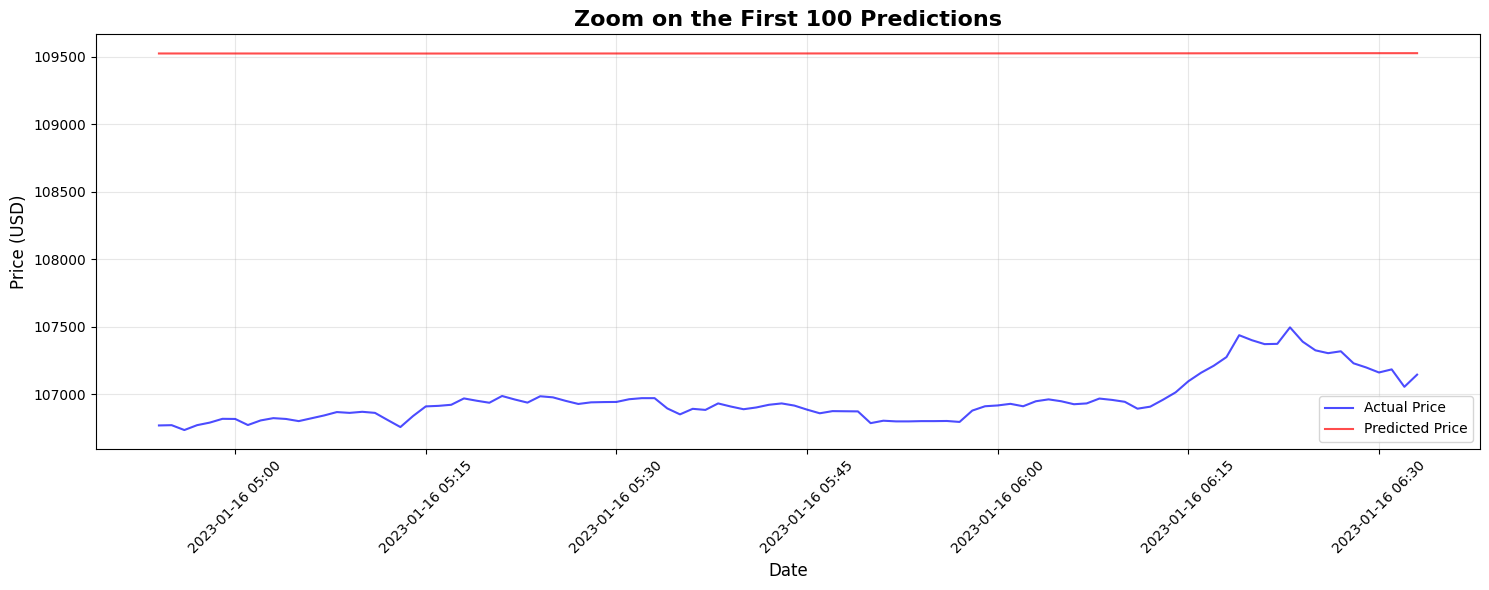 Zoom on the First 100 Predictions
Price (USD)
109500
109000
108500
108000
107500
107000
Actual Price
Predicted Price
2023-01-16 05:00
2023-01-16 05:15
2023-01-16 05:30
2023-01-16 05:45
2023-01-16 06:00
2023-01-16 06:15
2023-01-16 06:30
Date